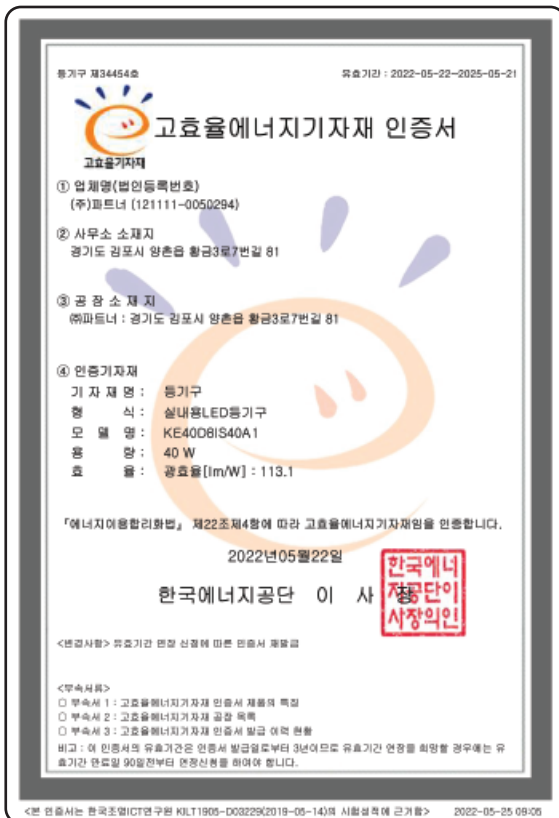 등기구 제34454호
유효기간 : 2022-05-22~2025-05-21
고효율기자재
고효율에너지기자재 인증서
① 업체명(법인등록번호)
(주)파트너 (121111-0050294)
② 사무소 소재지
경기도 김포시 양촌읍 황금3로7번길 81
③ 공 장 소 재 지
㈜파트너 : 경기도 김포시 양촌읍 황금3로7번길 81
④ 인증기자재
기 자 재 명 : 등기구
형 식 : 실내용LED등기구
모 델 명 : KE40D8IS40A1
용 량 : 40 W
효 율 : 광효율[lm/W] : 113.1
『에너지이용합리화법』 제22조제4항에 따라 고효율에너지기자재임을 인증합니다.
2022년05월22일
한국에너지공단 이 사 장
한국에너
지공단이
사장의인
<변경사항> 유효기간 연장 신청에 따른 인증서 재발급
<부속서류>
○ 부속서 1 : 고효율에너지기자재 인증서 제품의 특징
○ 부속서 2 : 고효율에너지기자재 공장 목록
○ 부속서 3 : 고효율에너지기자재 인증서 발급 이력 현황
비고 : 이 인증서의 유효기간은 인증서 발급일로부터 3년이므로 유효기간 연장을 희망할 경우에는 유
효기간 만료일 90일전부터 연장신청을 하여야 합니다.
<본 인증서는 한국조명ICT연구원 KILT1905-D03229(2019-05-14)의 시험성적에 근거함>
2022-05-25 09:05